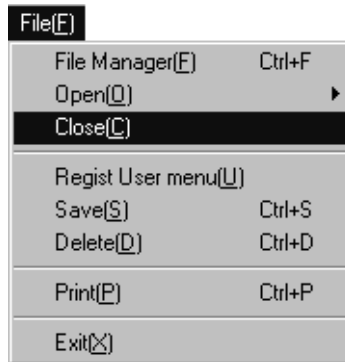 File(F)
File Manager(F) Ctrl+F
Open(O)
Close(C)
Regist User menu(U)
Save(S) Ctrl+S
Delete(D) Ctrl+D
Print(P) Ctrl+P
Exit(X)